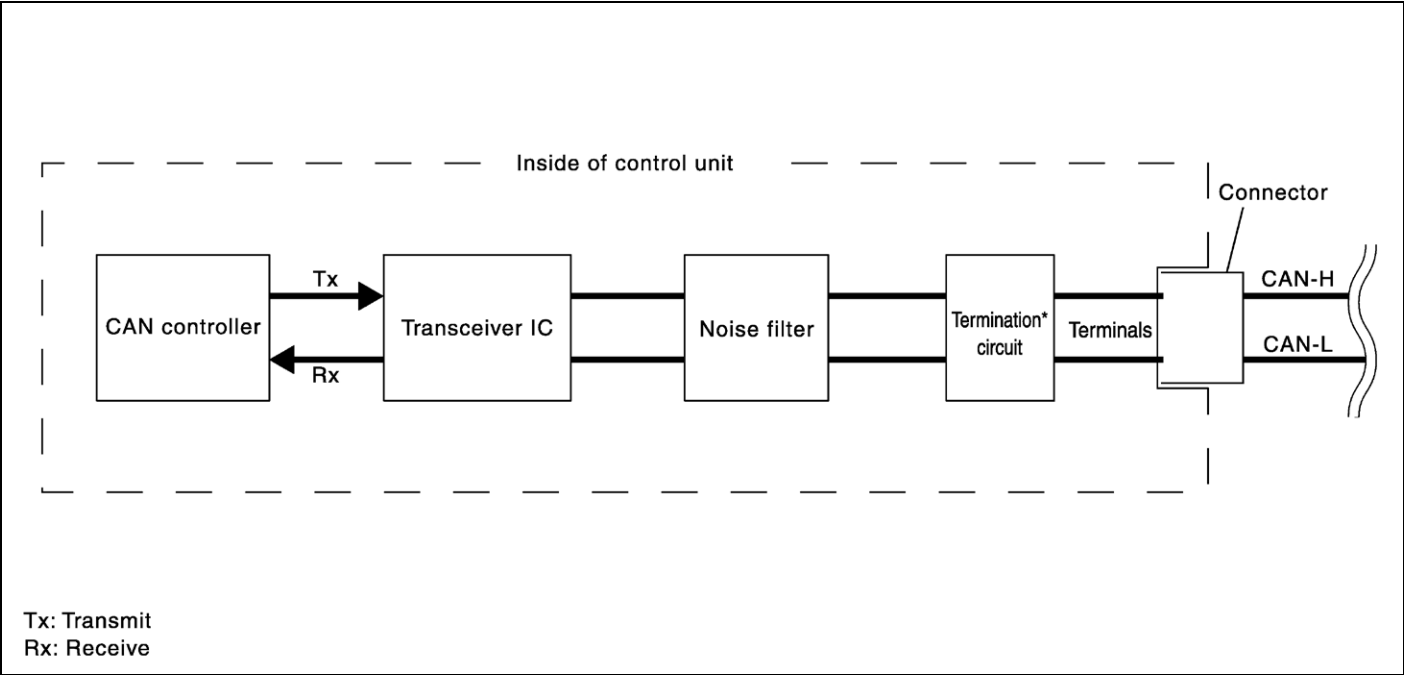 Inside of control unit
Connector
CAN controller
Tx
Rx
Transceiver IC
Noise filter
Termination*
circuit
Terminals
CAN-H
CAN-L
Tx: Transmit
Rx: Receive